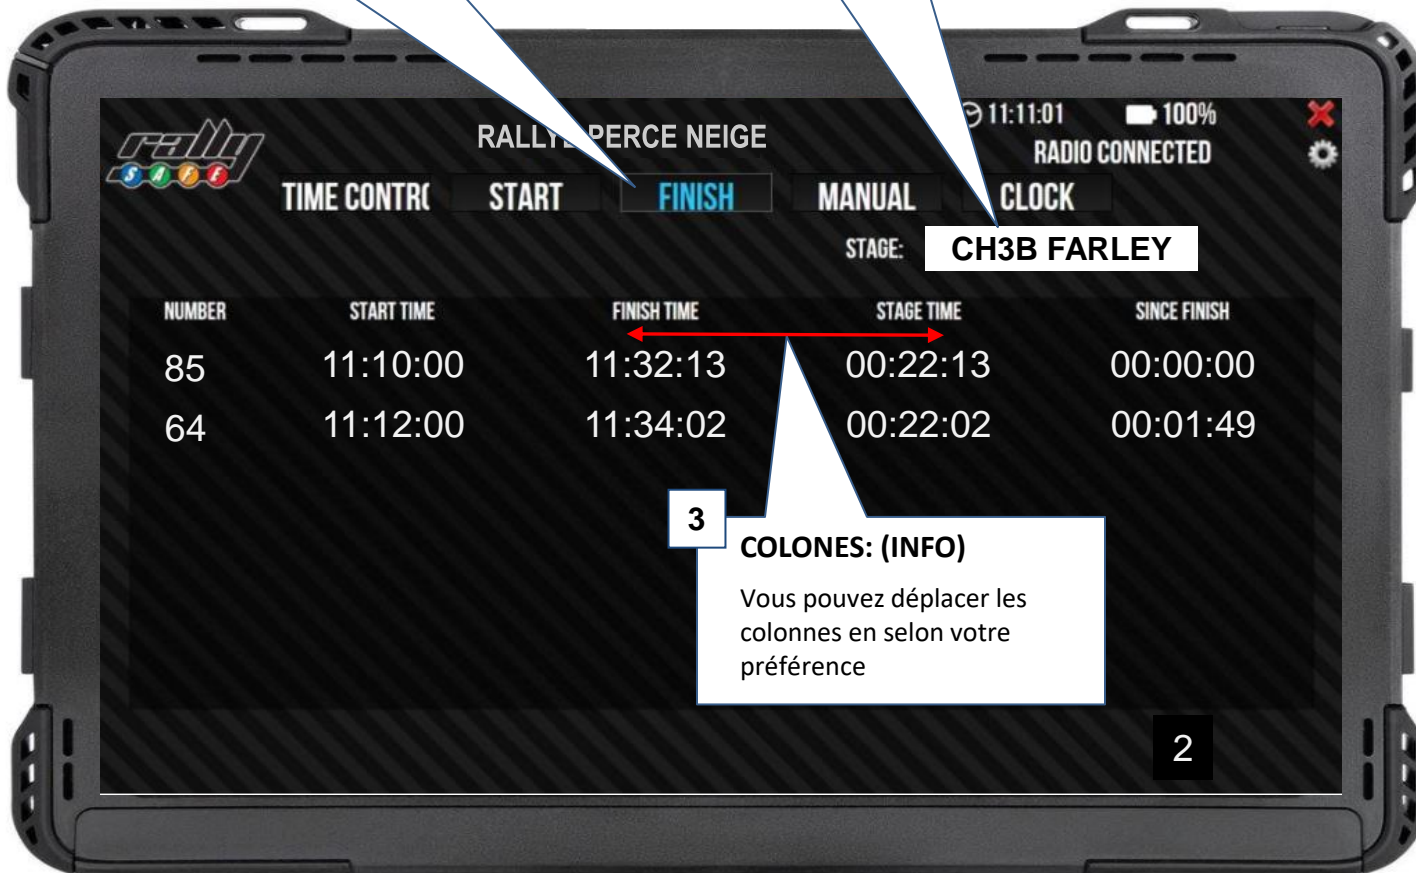 11:11:01 100%
rally
SAFE
RALLYE PERCE NEIGE
RADIO CONNECTED
TIME CONTR START FINISH MANUAL CLOCK
STAGE: CH3B FARLEY
NUMBER START TIME FINISH TIME STAGE TIME SINCE FINISH
85 11:10:00 11:32:13 00:22:13 00:00:00
64 11:12:00 11:34:02 00:22:02 00:01:49
3
COLONES: (INFO)
Vous pouvez déplacer les
colonnes en selon votre
préférence
2